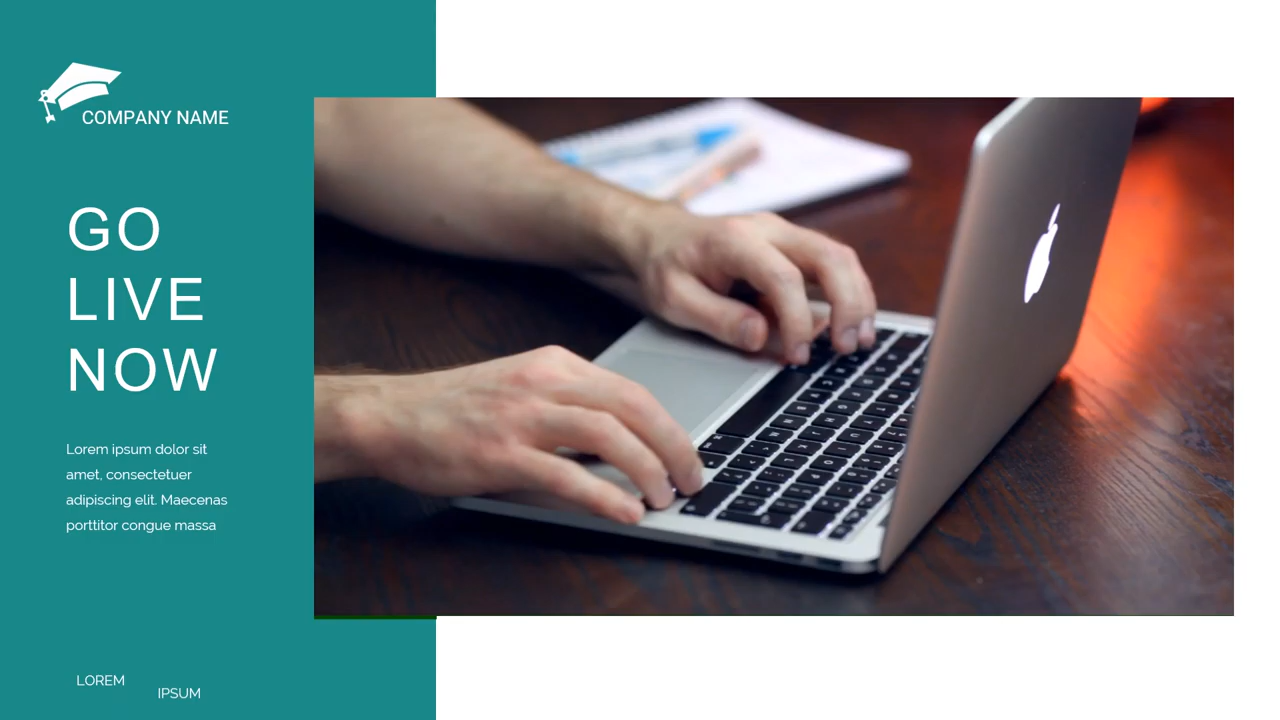 COMPANY NAME
GO
LIVE
NOW
Lorem ipsum dolor sit
amet, consectetuer
adipiscing elit. Maecenas
porttitor congue massa
LOREM
IPSUM